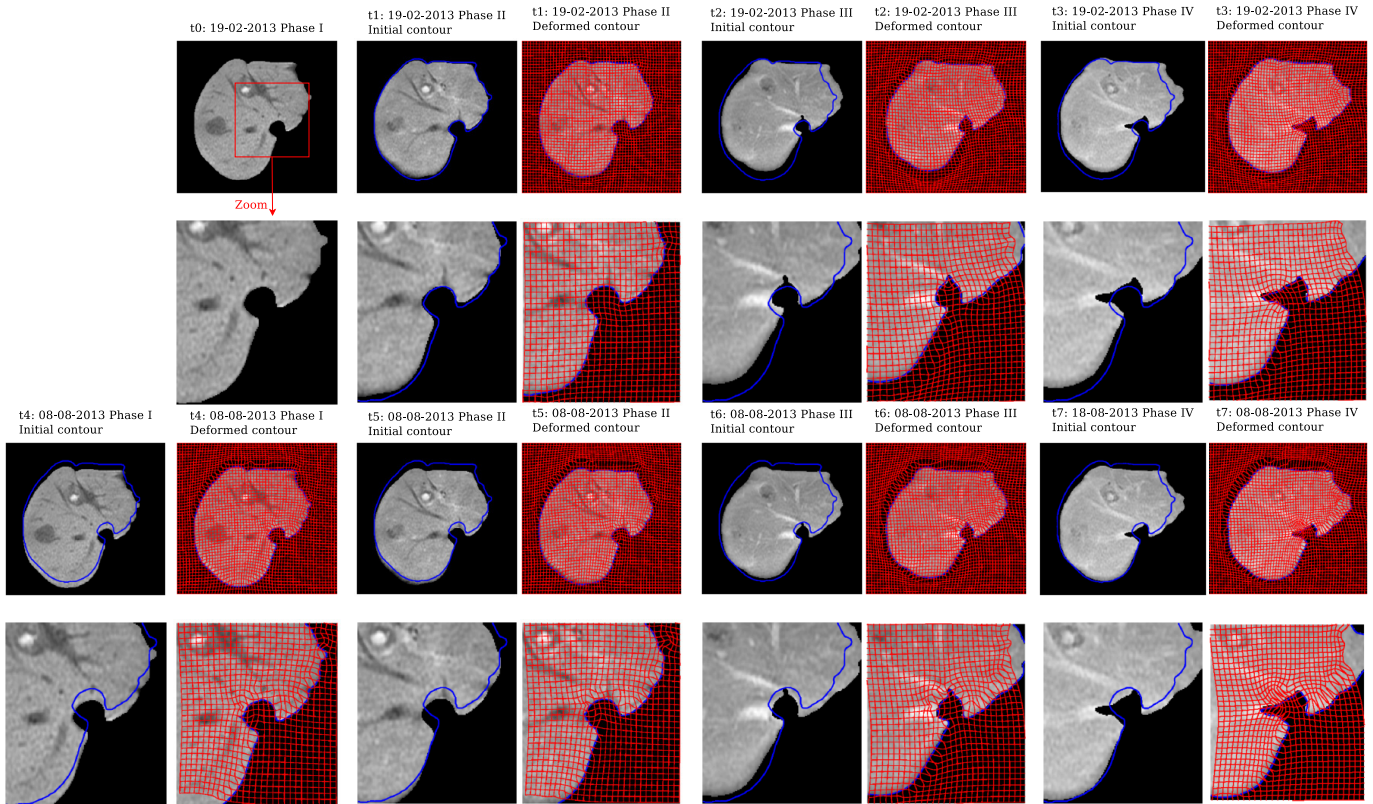 t0: 19-02-2013 Phase I
t1: 19-02-2013 Phase II
Initial contour
t1: 19-02-2013 Phase II
Deformed contour
t2: 19-02-2013 Phase III
Initial contour
t2: 19-02-2013 Phase III
Deformed contour
t3: 19-02-2013 Phase IV
Initial contour
t3: 19-02-2013 Phase IV
Deformed contour
Zoom
t4: 08-08-2013 Phase I
Initial contour
t4: 08-08-2013 Phase I
Deformed contour
t5: 08-08-2013 Phase II
Initial contour
t5: 08-08-2013 Phase II
Deformed contour
t6: 08-08-2013 Phase III
Initial contour
t6: 08-08-2013 Phase III
Deformed contour
t7: 18-08-2013 Phase IV
Initial contour
t7: 08-08-2013 Phase IV
Deformed contour